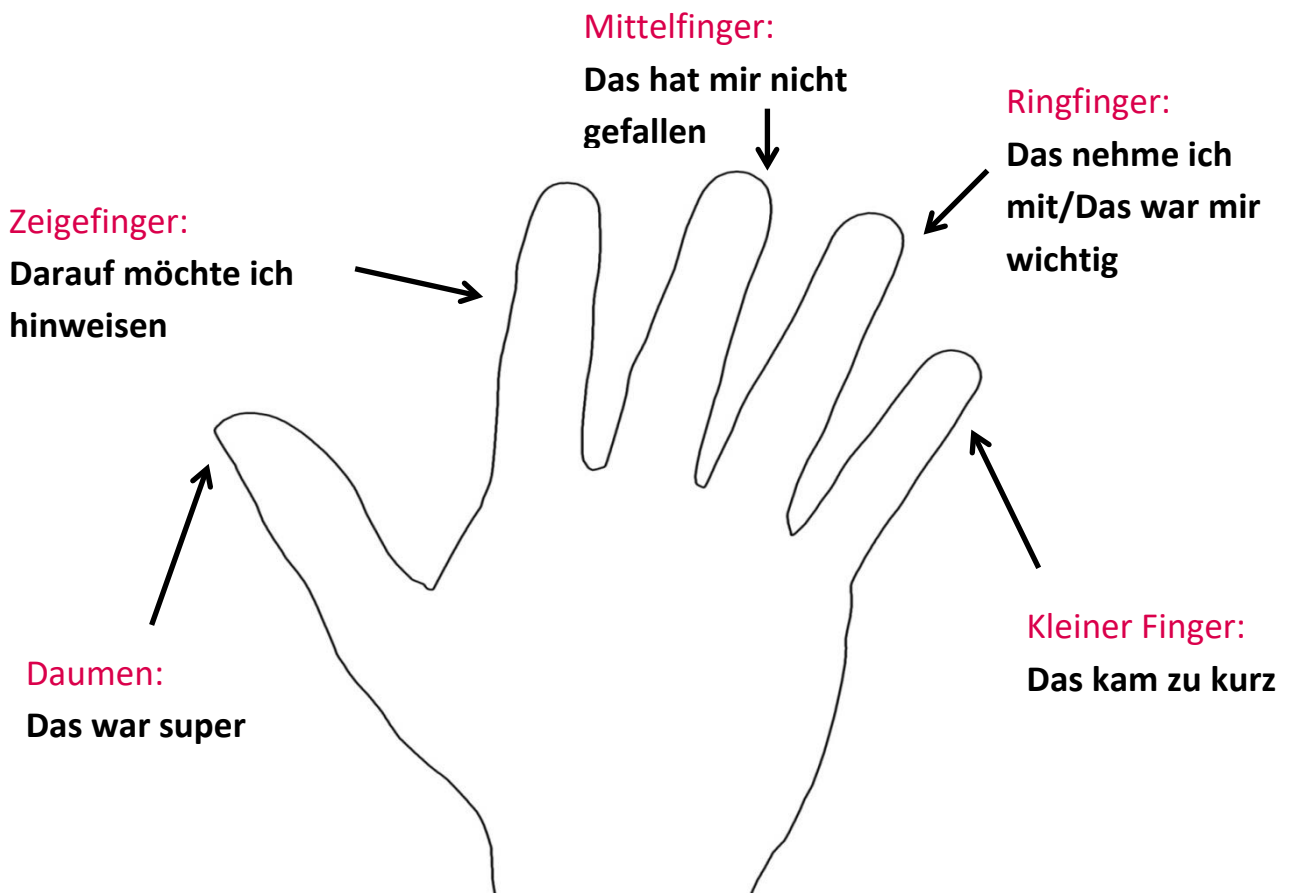 Mittelfinger:
Das hat mir nicht
gefallen
Ringfinger:
Das nehme ich
mit/Das war mir
wichtig
Zeigefinger:
Darauf möchte ich
hinweisen
Kleiner Finger:
Das kam zu kurz
Daumen:
Das war super